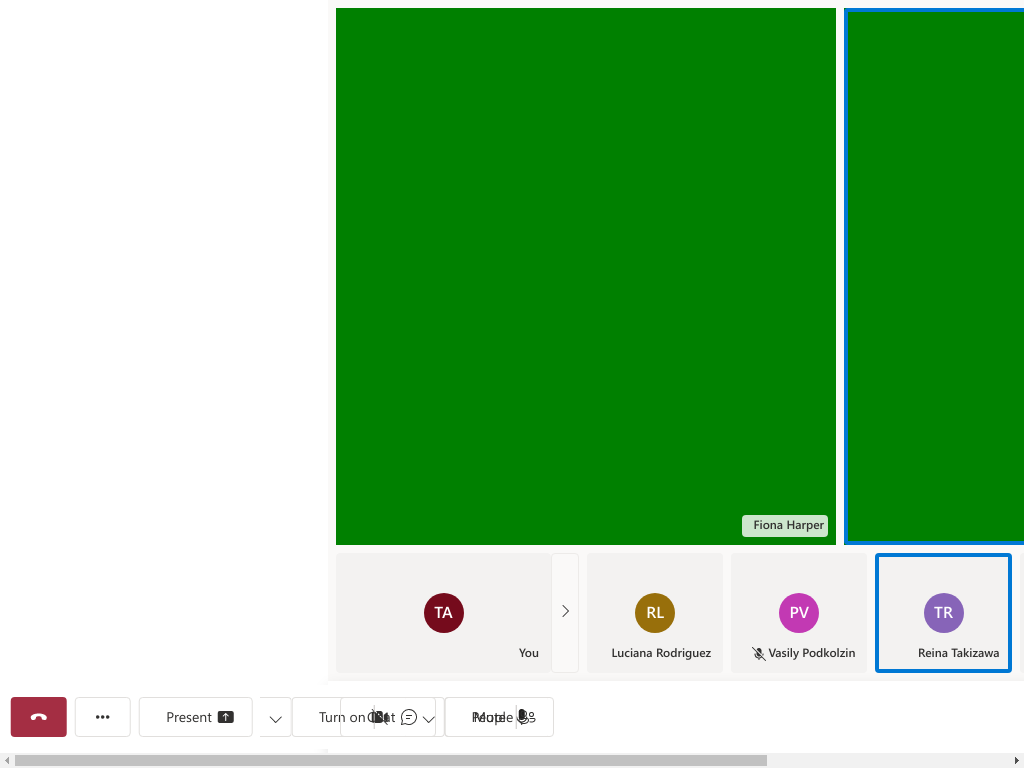 Fiona Harper
TA
You
RL
Luciana Rodriguez
PV
Vasily Podkolzin
TR
Reina Takizawa
Present
Turn on
Chat
People
Mute